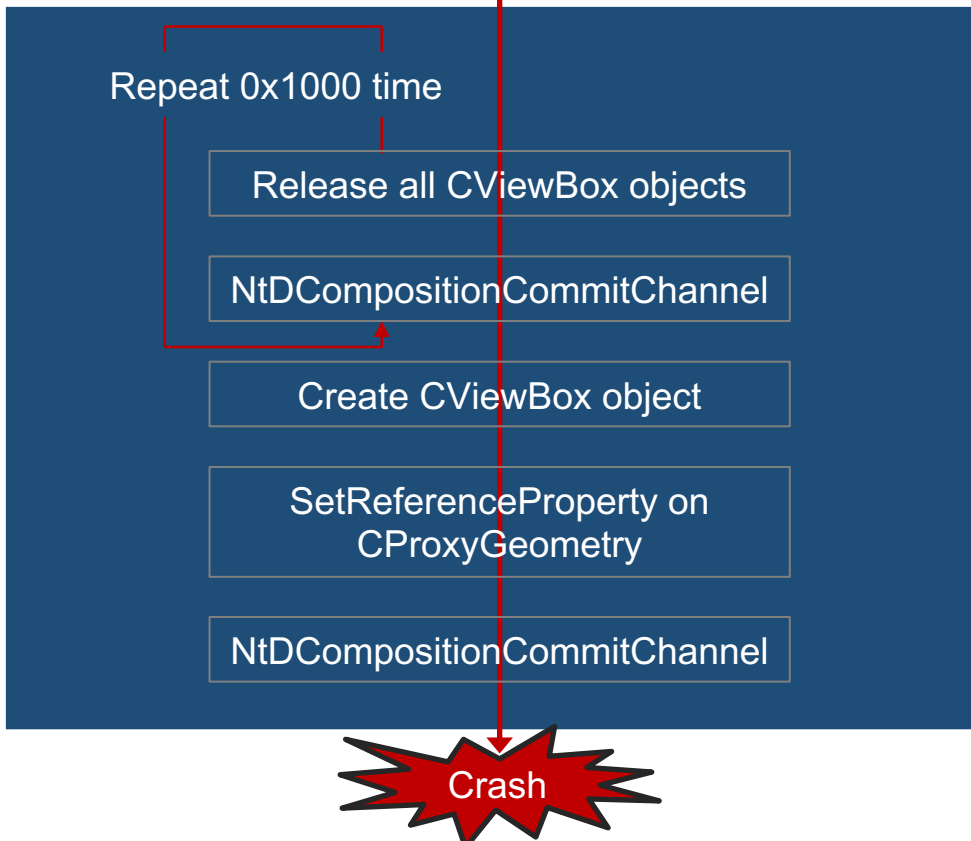 Repeat 0x1000 time
Release all CViewBox objects
NtDCompositionCommitChannel
Create CViewBox object
SetReferenceProperty on
CProxyGeometry
NtDCompositionCommitChannel
Crash